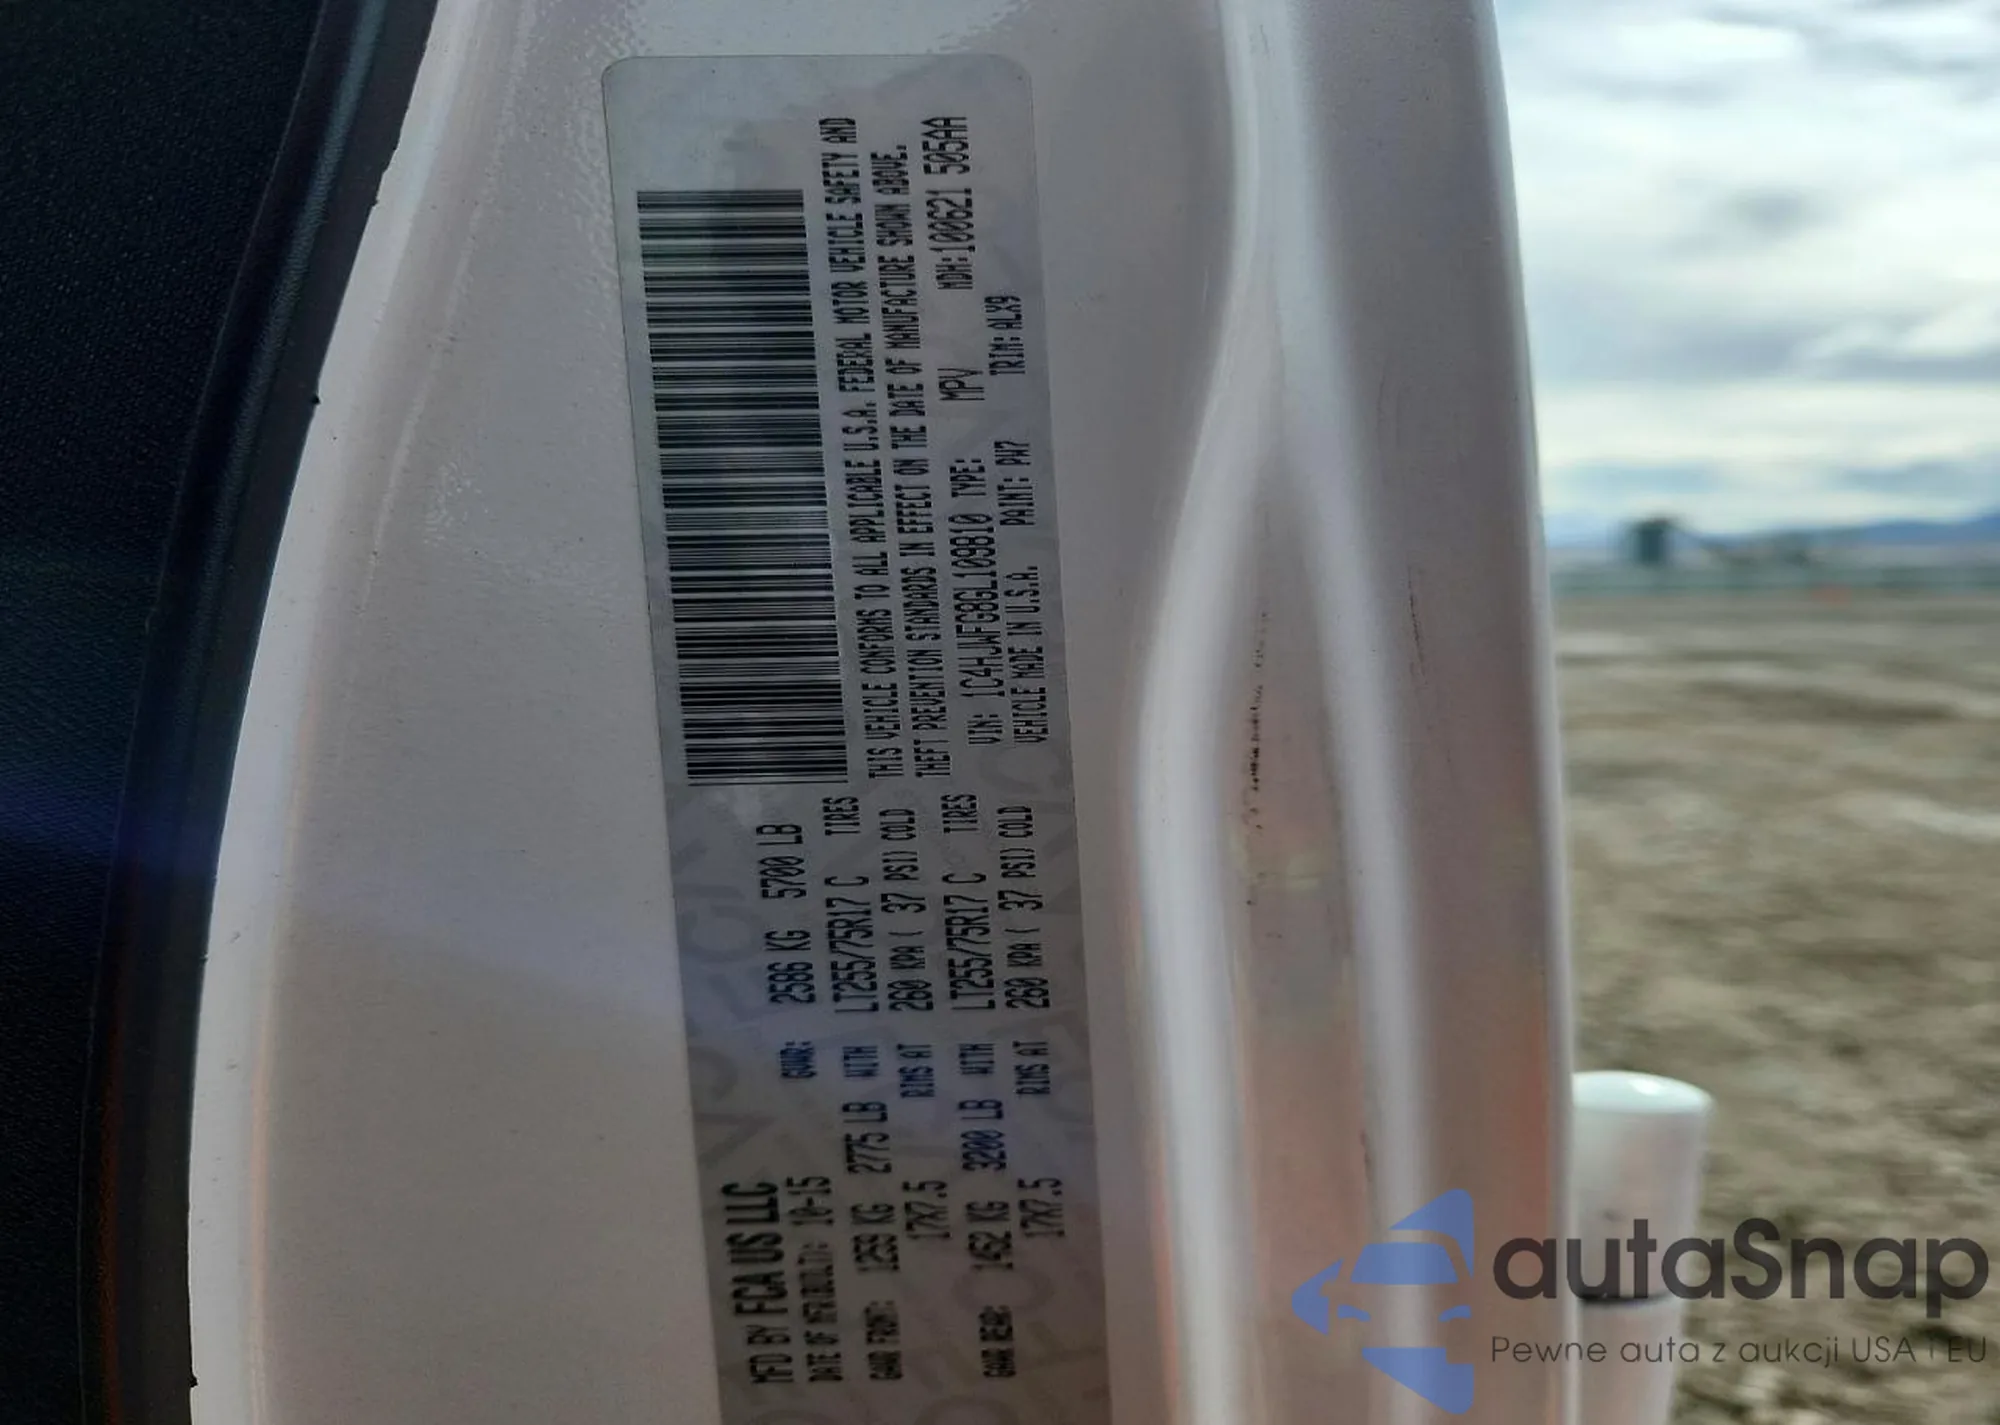 MFD BY FCA US LLC
DATE OF MFR(BUILT): 10-15 GVWR: 2586 KG 5700 LB
GAWR FRONT: 1259 KG 2775 LB WITH LT255/75R17 C TIRES
17X7.5 RIMS AT 260 KPA ( 37 PSI) COLD
GAWR REAR: 1452 KG 3200 LB WITH LT255/75R17 C TIRES
17X7.5 RIMS AT 260 KPA ( 37 PSI) COLD
THIS VEHICLE CONFORMS TO ALL APPLICABLE U.S.A. FEDERAL MOTOR VEHICLE SAFETY AND
THEFT PREVENTION STANDARDS IN EFFECT ON THE DATE OF MANUFACTURE SHOWN ABOVE.
VIN: 1C4HJWFG8GL109810 TYPE: MPV MDH:100621 505AA
VEHICLE MADE IN U.S.A. PAINT: PW7 TRIM:ALX9
autaSnap
Pewne auta z aukcji USA i EU